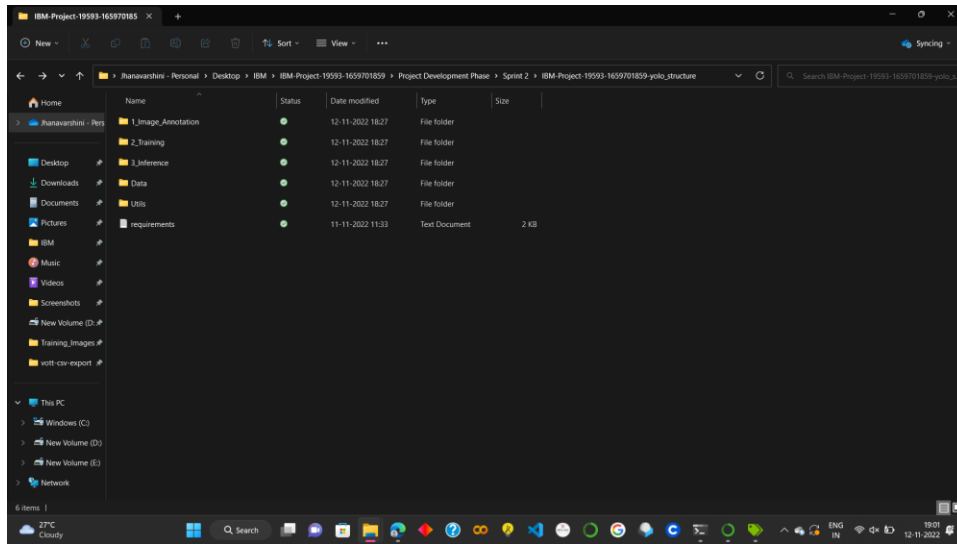 IBM-Project-19593-165970185
New
Sort
View
Syncing
Jhanavarshini - Personal > Desktop > IBM > IBM-Project-19593-1659701859 > Project Development Phase > Sprint 2 > IBM-Project-19593-1659701859-yolo_structure
Search IBM-Project-19593-1659701859-yolo_s
Home
Jhanavarshini - Pers
Desktop
Downloads
Documents
Pictures
IBM
Music
Videos
Screenshots
New Volume (D:
Training_Images
vott-csv-export
This PC
Windows (C:)
New Volume (D:)
New Volume (E:)
Network
Name Status Date modified Type Size
1_Image_Annotation 12-11-2022 18:27 File folder
2_Training 12-11-2022 18:27 File folder
3_Inference 12-11-2022 18:27 File folder
Data 12-11-2022 18:27 File folder
Utils 12-11-2022 18:27 File folder
requirements 11-11-2022 11:33 Text Document 2 KB
6 items
27°C
Cloudy
Search
ENG
IN
19:01
12-11-2022